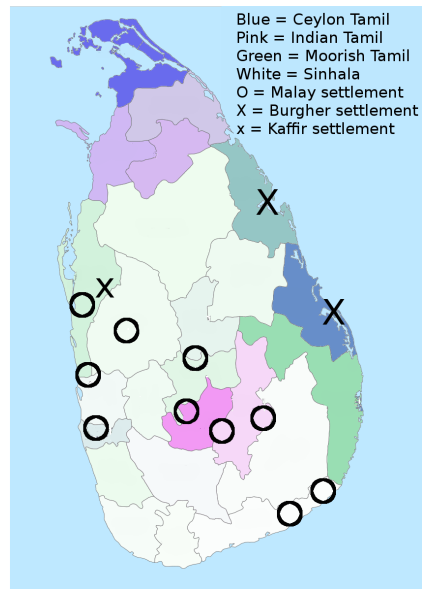 Blue = Ceylon Tamil
Pink = Indian Tamil
Green = Moorish Tamil
White = Sinhala
O = Malay settlement
X = Burgher settlement
x = Kaffir settlement
X
x
X